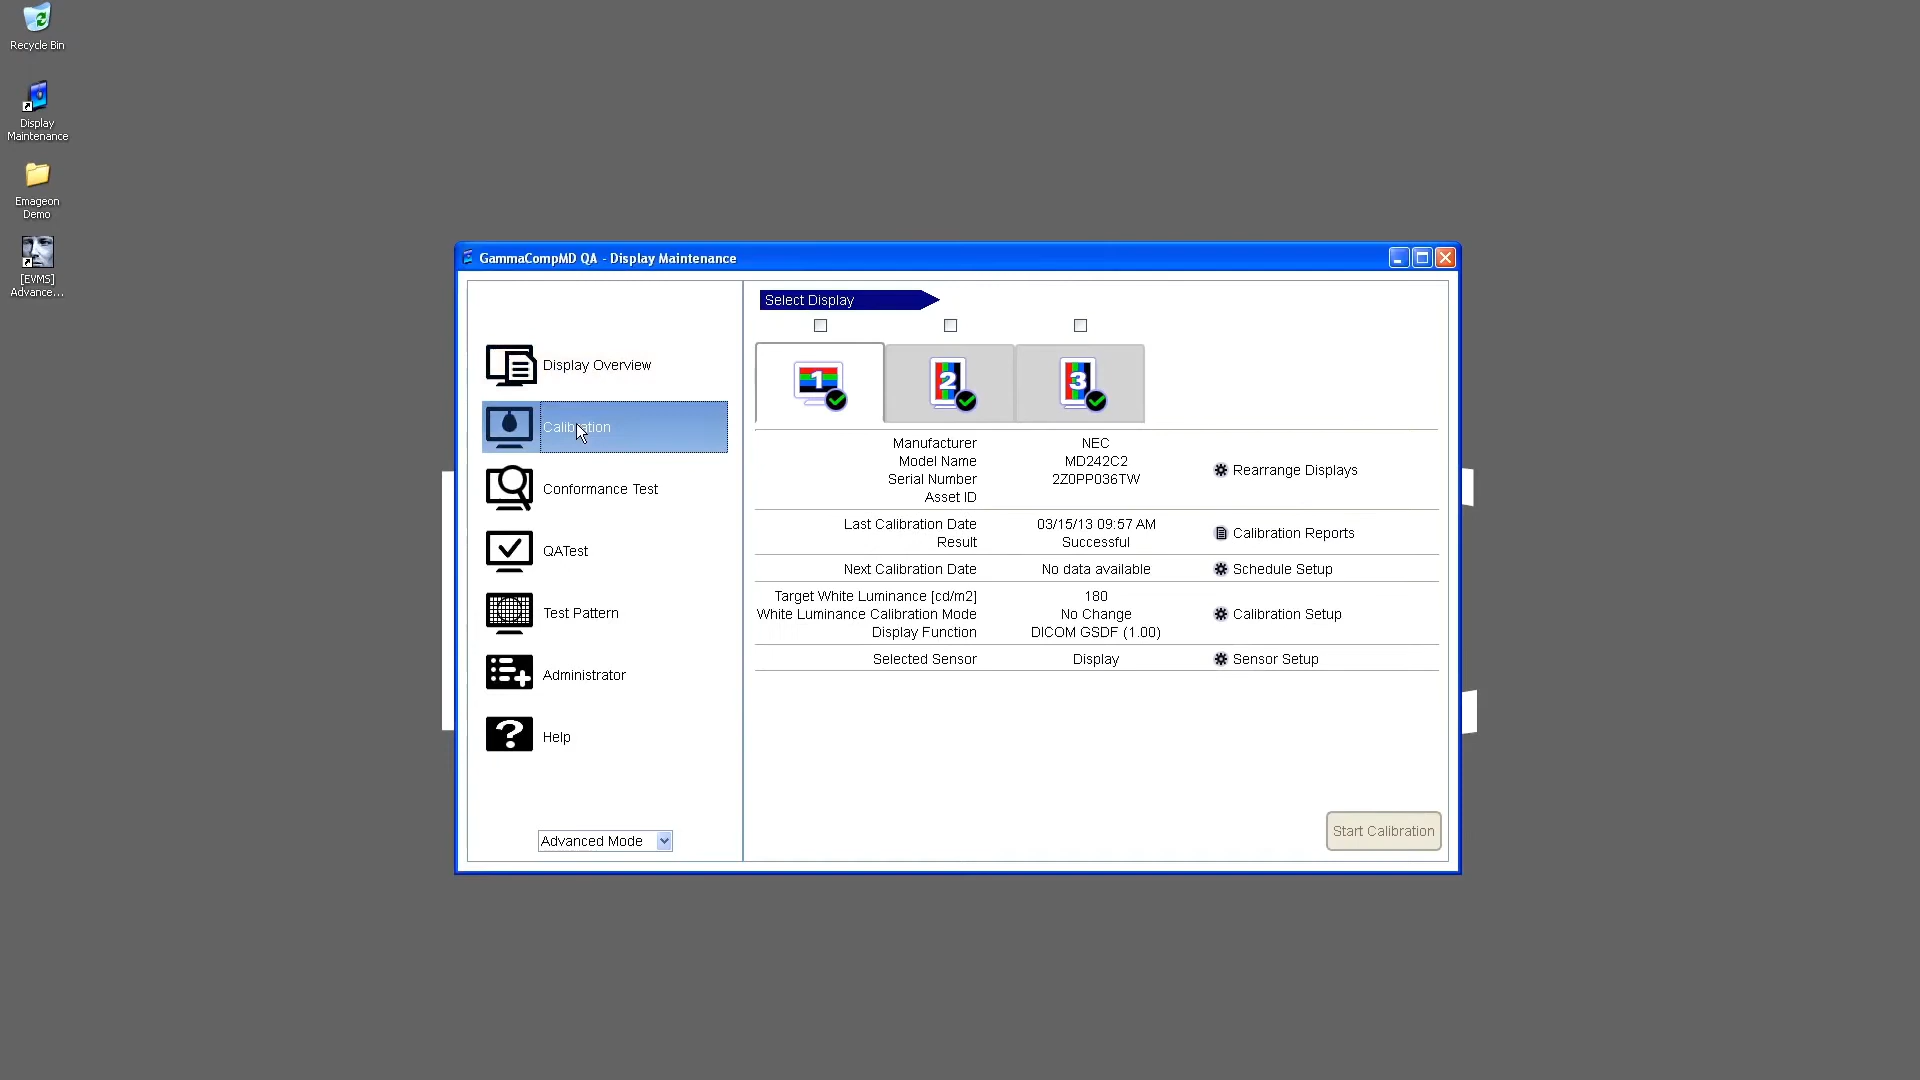 Recycle Bin
Display
Maintenance
Emageon
Demo
[EVMS]
Advance...
GammaCompMD QA - Display Maintenance
Display Overview
Calibration
Conformance Test
QATest
Test Pattern
Administrator
Help
Advanced Mode
Select Display
1 2 3
Manufacturer NEC
Model Name MD242C2
Serial Number 2Z0PP036TW
Asset ID
Rearrange Displays
Last Calibration Date 03/15/13 09:57 AM
Result Successful
Calibration Reports
Next Calibration Date No data available Schedule Setup
Target White Luminance [cd/m2] 180
White Luminance Calibration Mode No Change Calibration Setup
Display Function DICOM GSDF (1.00)
Selected Sensor Display Sensor Setup
Start Calibration